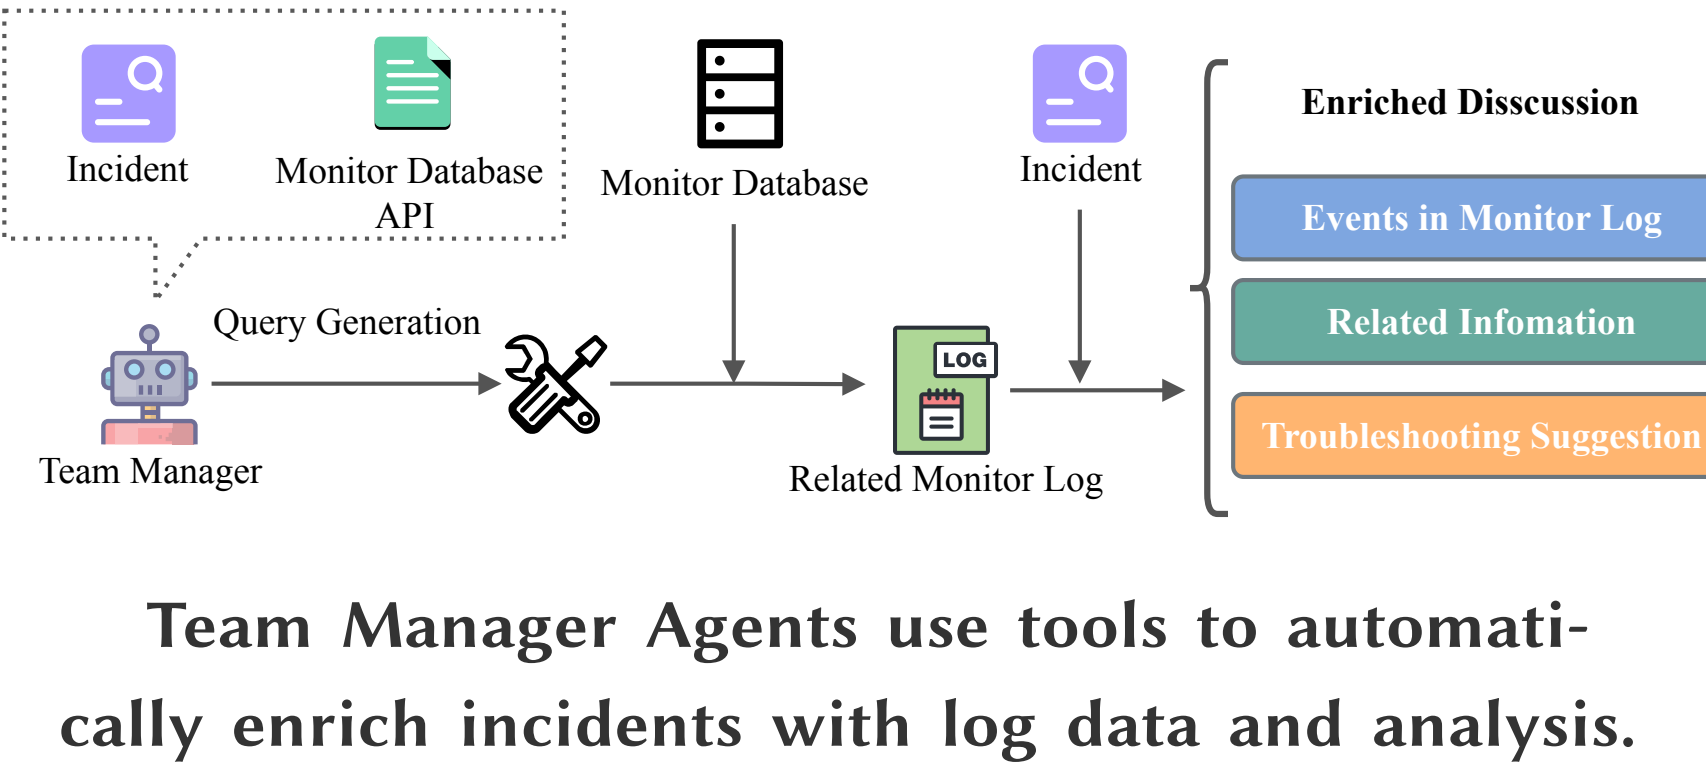 Incident
Monitor Database
API
Monitor Database
Incident
Enriched Disscussion
Events in Monitor Log
Related Infomation
Troubleshooting Suggestion
Query Generation
LOG
Team Manager
Related Monitor Log
Team Manager Agents use tools to automati-
cally enrich incidents with log data and analysis.